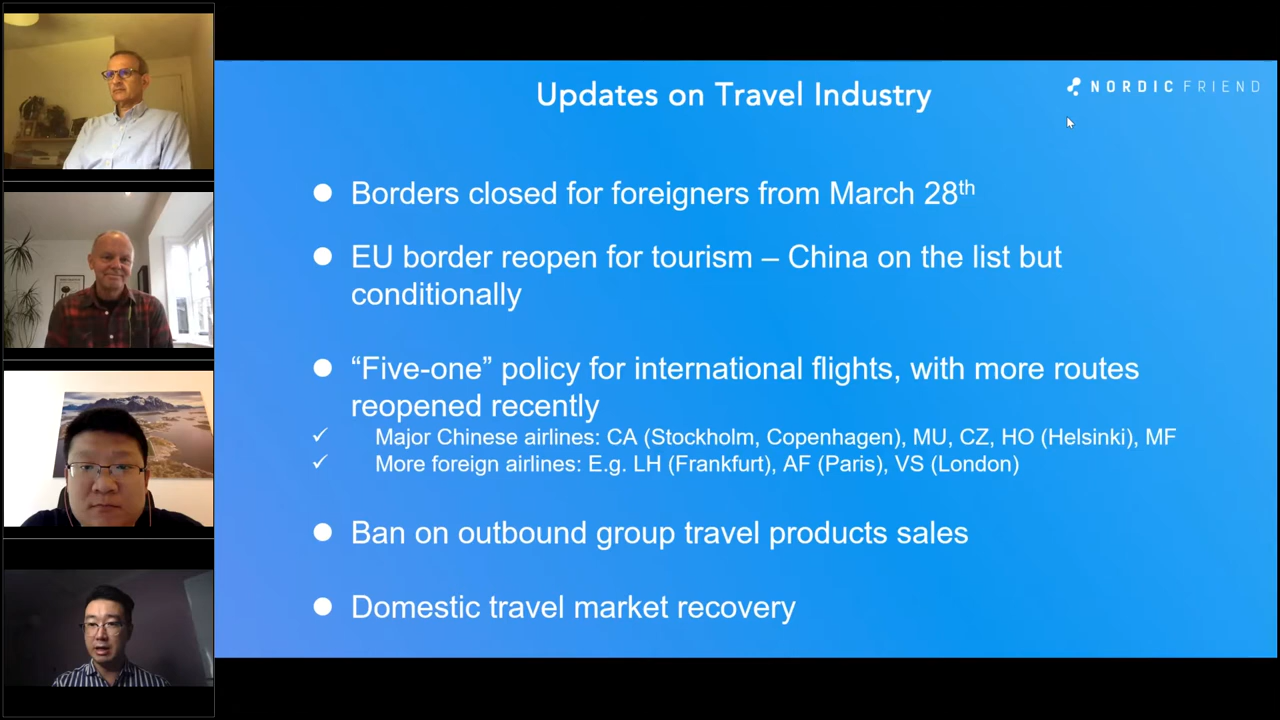 Updates on Travel Industry
NORDIC FRIEND
● Borders closed for foreigners from March 28th
● EU border reopen for tourism – China on the list but
conditionally
● “Five-one” policy for international flights, with more routes
reopened recently
✓ Major Chinese airlines: CA (Stockholm, Copenhagen), MU, CZ, HO (Helsinki), MF
✓ More foreign airlines: E.g. LH (Frankfurt), AF (Paris), VS (London)
● Ban on outbound group travel products sales
● Domestic travel market recovery